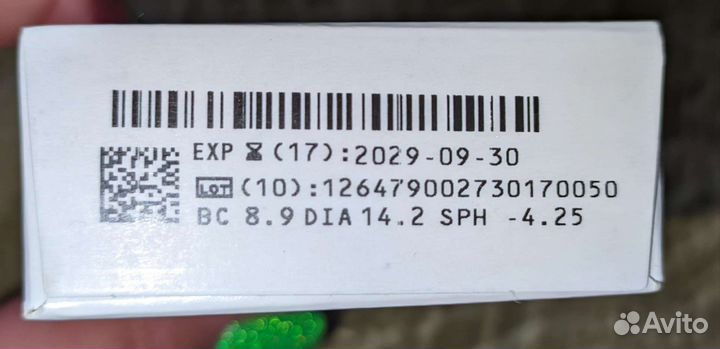 EXP ⧗ (17):2029-09-30
LOT (10):126479002730170050
BC 8.9 DIA 14.2 SPH -4.25
Avito